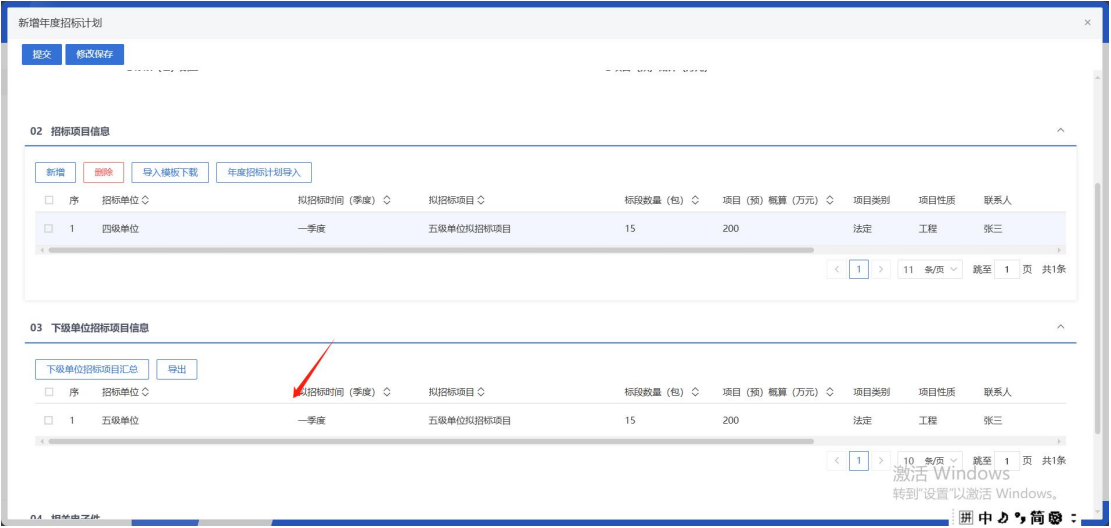 新增年度招标计划 ×
提交 修改保存
02 招标项目信息
新增 删除 导入模板下载 年度招标计划导入
序 招标单位 拟招标时间（季度） 拟招标项目 标段数量（包） 项目（预）概算（万元） 项目类别 项目性质 联系人
1 四级单位 一季度 五级单位拟招标项目 15 200 法定 工程 张三
< 1 > 11 条/页 跳至 1 页 共1条
03 下级单位招标项目信息
下级单位招标项目汇总 导出
序 招标单位 拟招标时间（季度） 拟招标项目 标段数量（包） 项目（预）概算（万元） 项目类别 项目性质 联系人
1 五级单位 一季度 五级单位拟招标项目 15 200 法定 工程 张三
< 1 > 10 条/页 跳至 1 页 共1条
激活 Windows
转到"设置"以激活 Windows。
04 相关电子件
拼 中 简